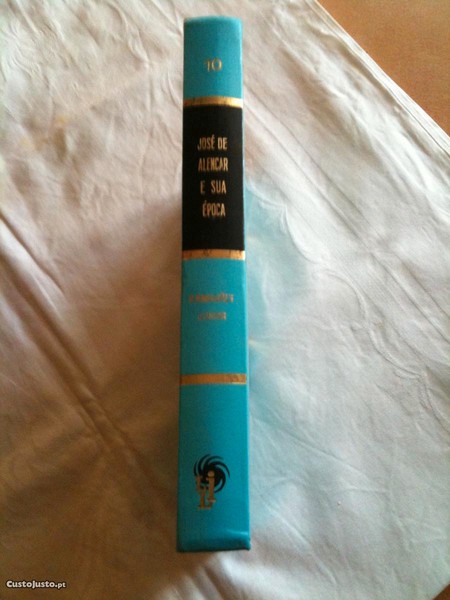 10
JOSÉ DE
ALENCAR
E SUA
ÉPOCA
CustoJusto.pt